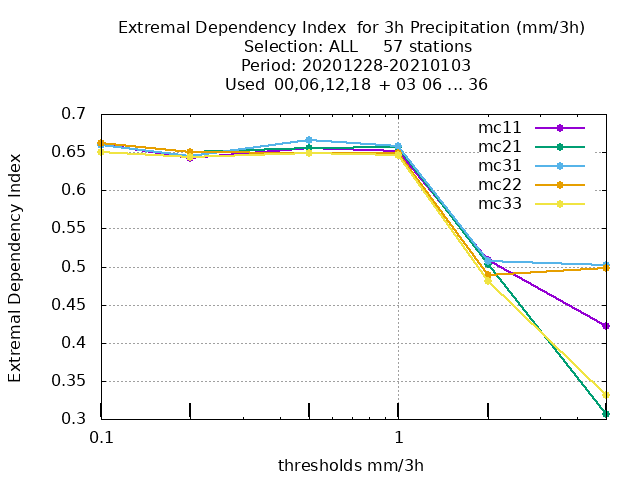 Extremal Dependency Index  for 3h Precipitation (mm/3h)
Selection: ALL     57 stations
Period: 20201228-20210103
Used  00,06,12,18 + 03 06 ... 36
Extremal Dependency Index
0.7
0.65
0.6
0.55
0.5
0.45
0.4
0.35
0.3
mc11
mc21
mc31
mc22
mc33
0.1
1
thresholds mm/3h